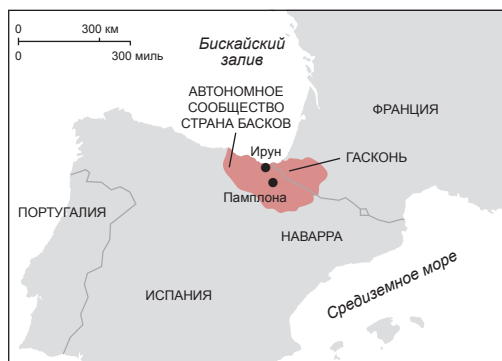 0 300 км
0 300 миль
Бискайский
залив
АВТОНОМНОЕ
СООБЩЕСТВО
СТРАНА БАСКОВ
ФРАНЦИЯ
Ирун
ГАСКОНЬ
Памплона
ПОРТУГАЛИЯ
НАВАРРА
Средиземное море
ИСПАНИЯ